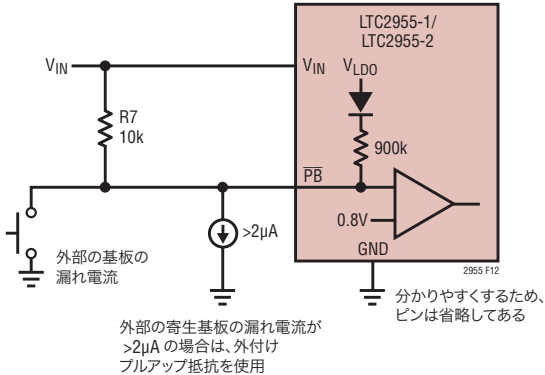 LTC2955-1/
LTC2955-2
VIN
VIN
VLDO
R7
10k
900k
PB
>2µA
0.8V
GND
外部の基板の
漏れ電流
2955 F12
分かりやすくするため、
ピンは省略してある
外部の寄生基板の漏れ電流が
>2µA の場合は、外付け
プルアップ抵抗を使用